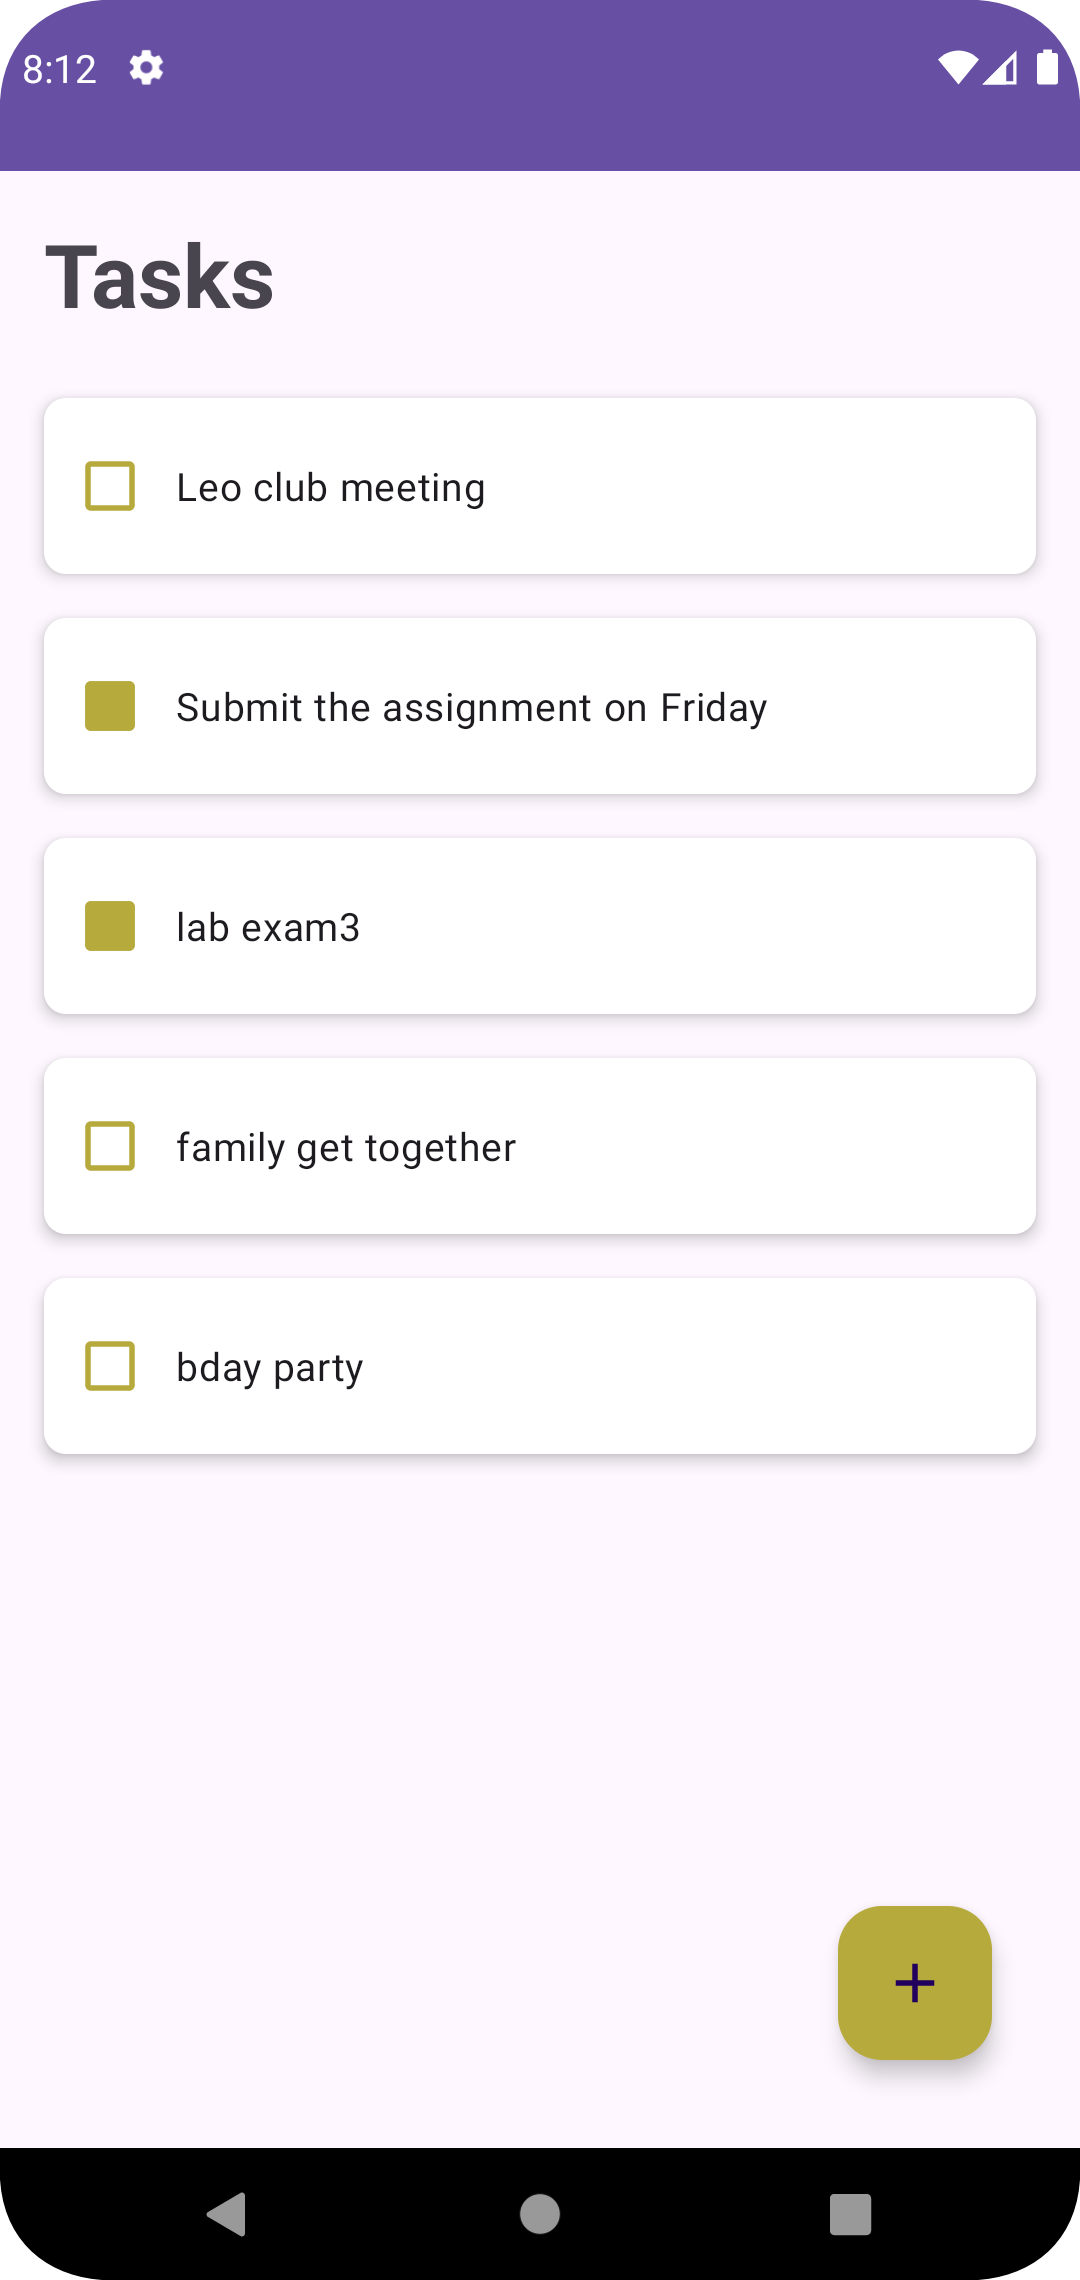 8:12
Tasks
Leo club meeting
Submit the assignment on Friday
lab exam3
family get together
bday party